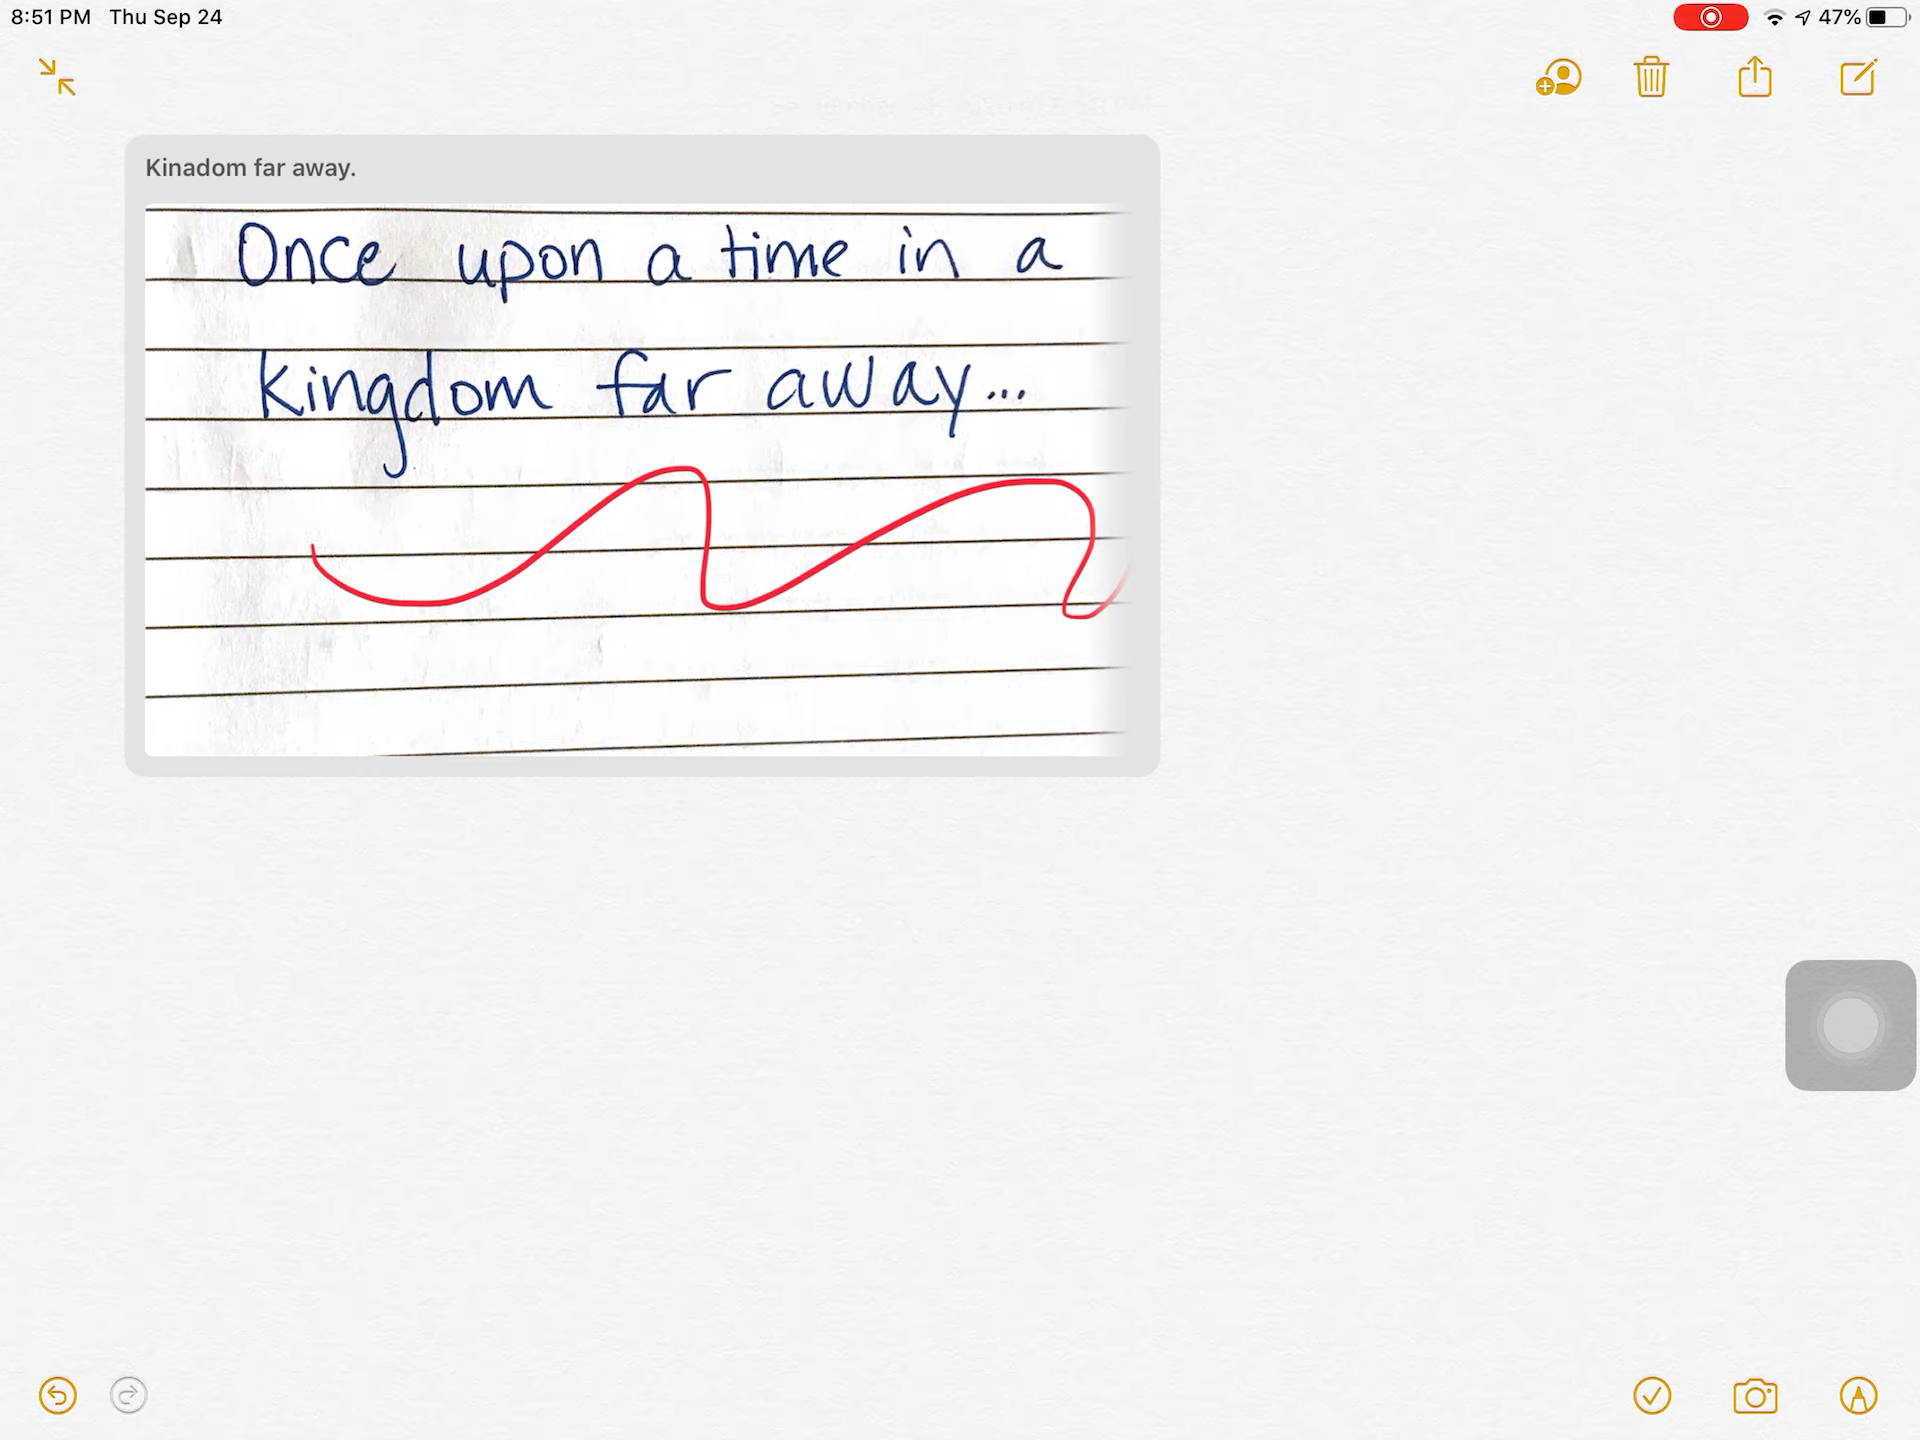 8:51 PM Thu Sep 24
47%
Kinadom far away.
Once upon a time in a
kingdom far away...